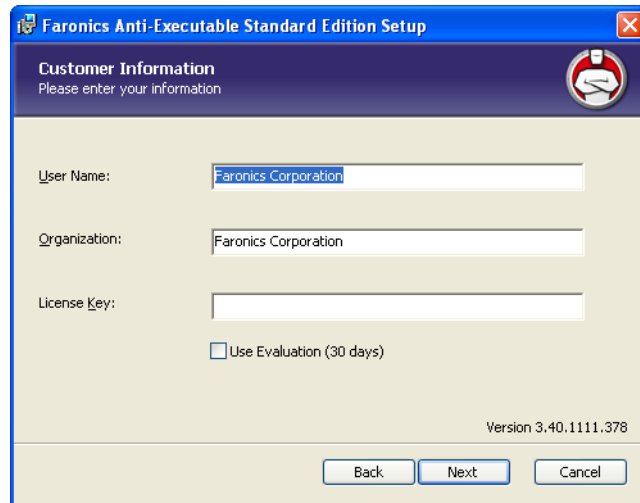 Faronics Anti-Executable Standard Edition Setup
Customer Information
Please enter your information
User Name:
Faronics Corporation
Organization:
Faronics Corporation
License Key:
Use Evaluation (30 days)
Version 3.40.1111.378
Back Next Cancel